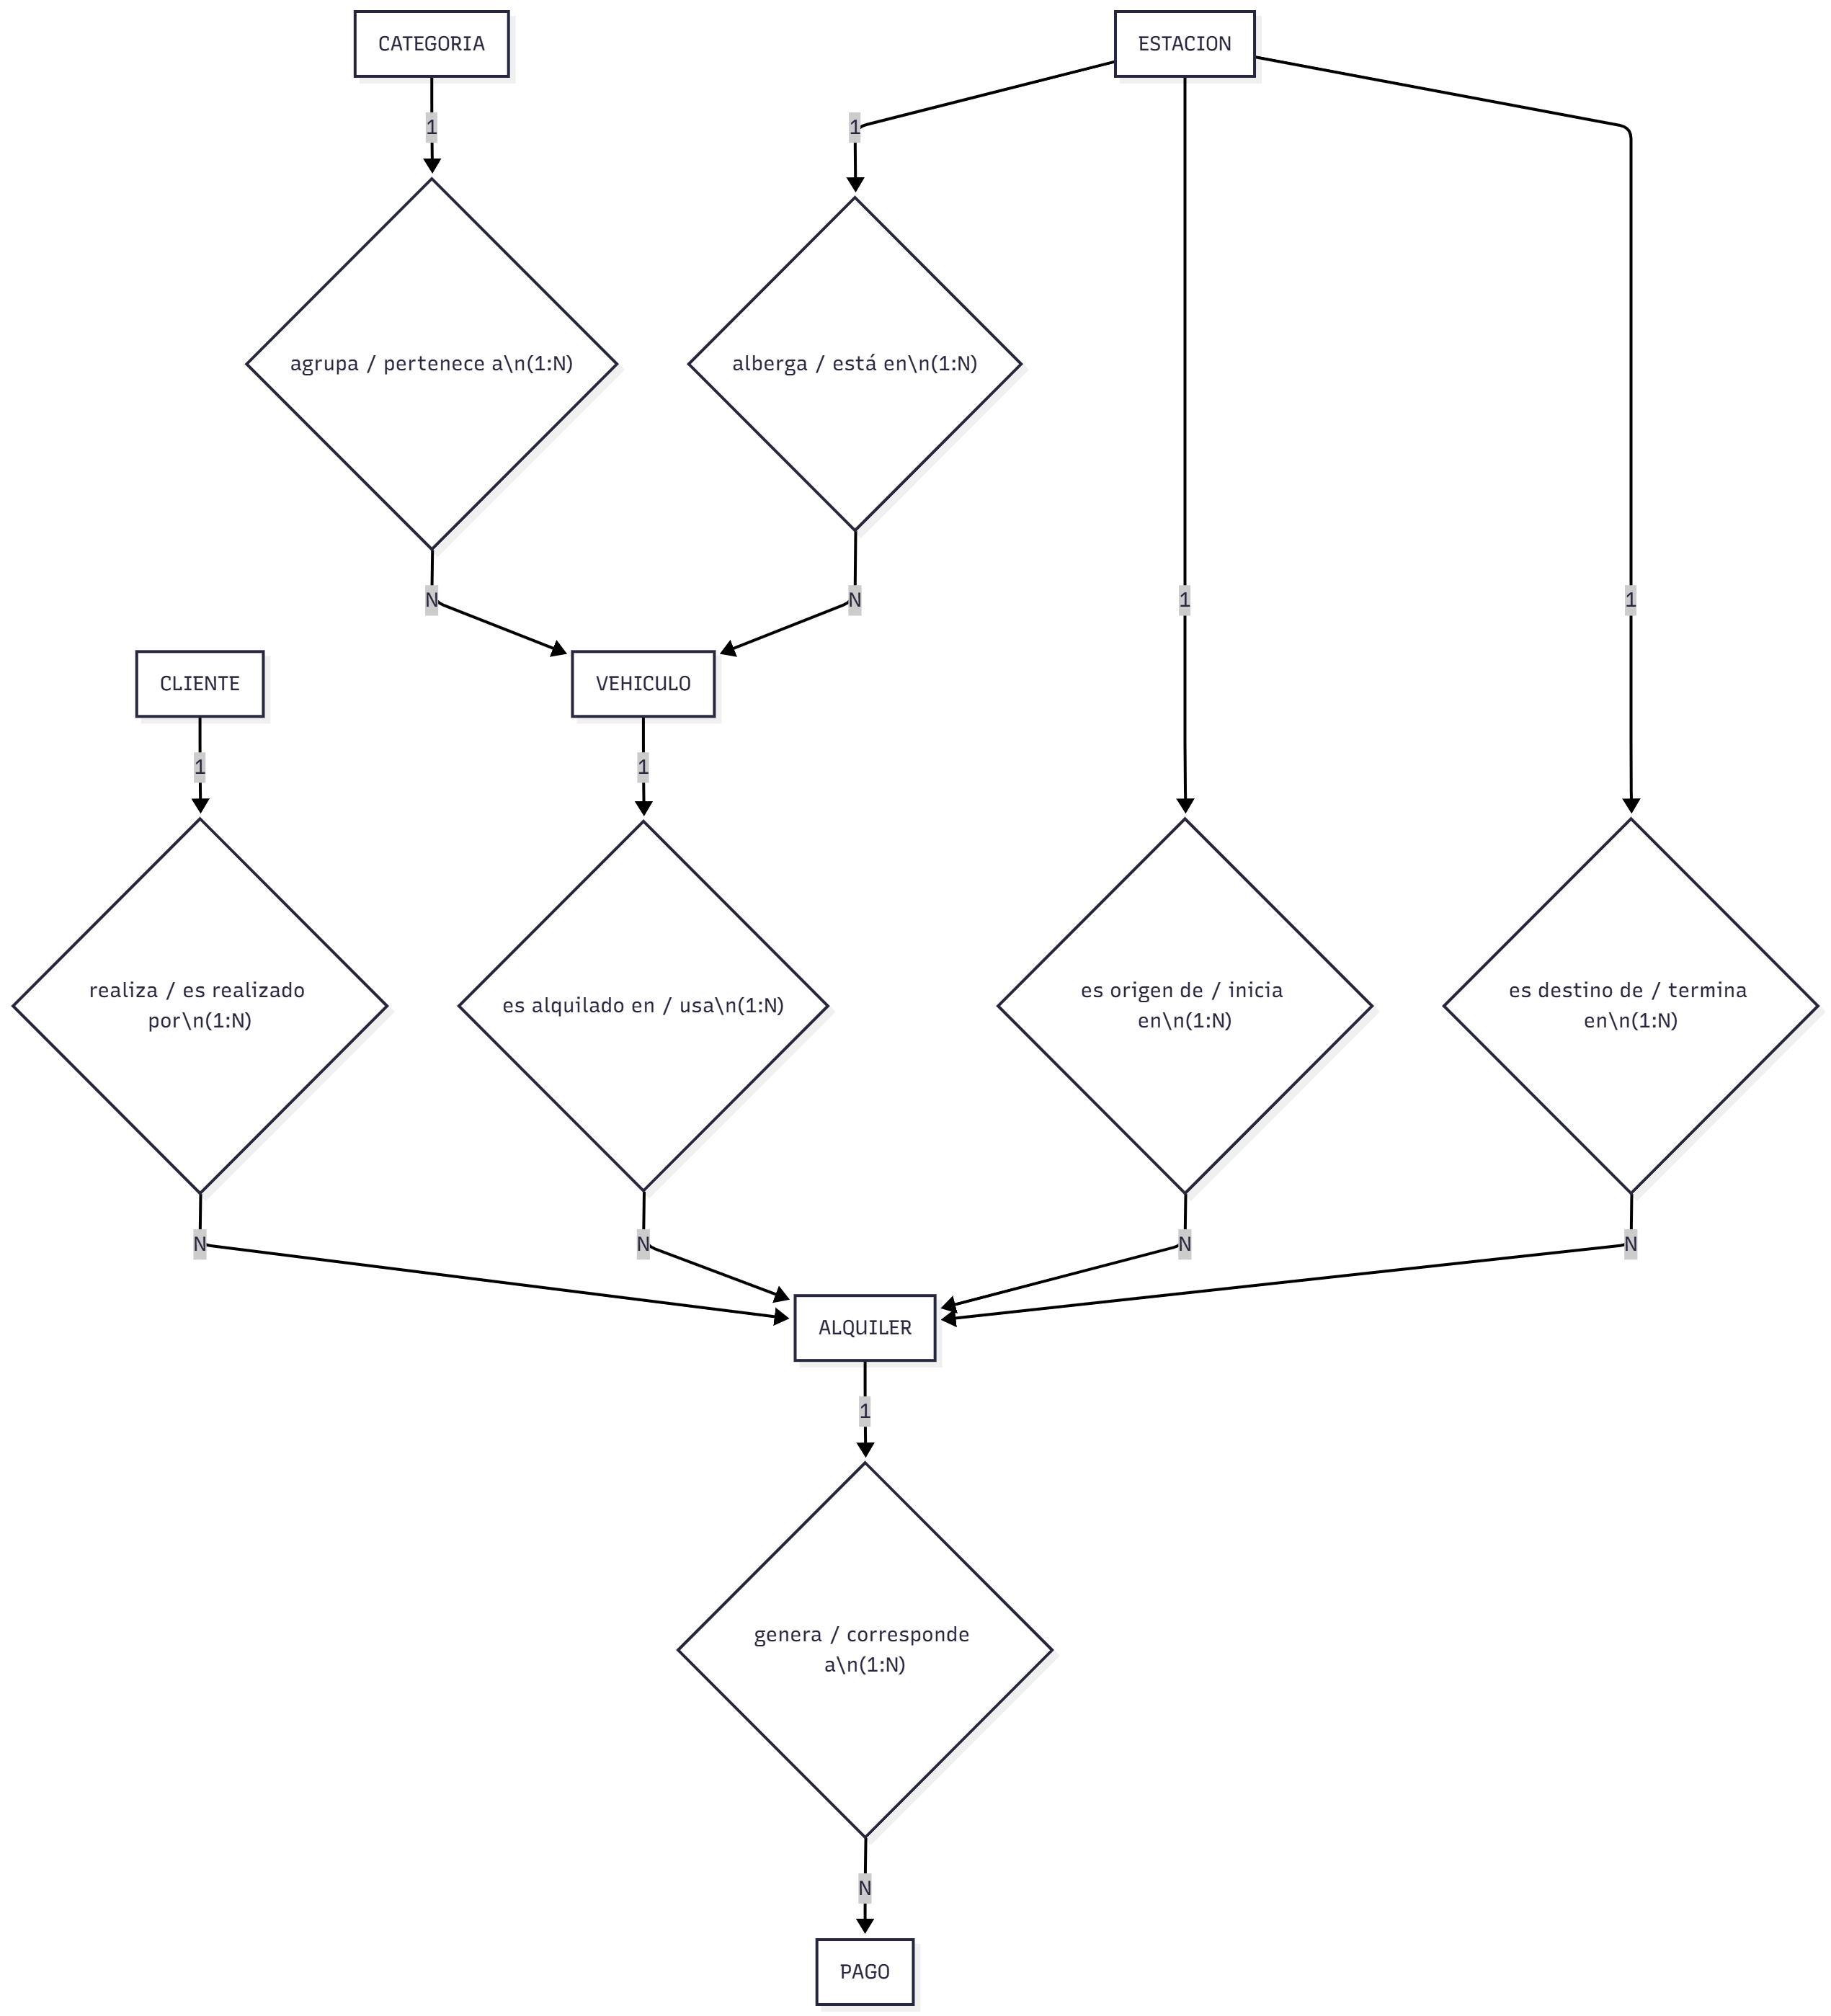 CATEGORIA
ESTACION
1
1
agrupa / pertenece a\n(1:N)
alberga / está en\n(1:N)
N
N
1
1
CLIENTE
VEHICULO
1
1
realiza / es realizado
por\n(1:N)
es alquilado en / usa\n(1:N)
es origen de / inicia
en\n(1:N)
es destino de / termina
en\n(1:N)
N
N
N
N
ALQUILER
1
genera / corresponde
a\n(1:N)
N
PAGO